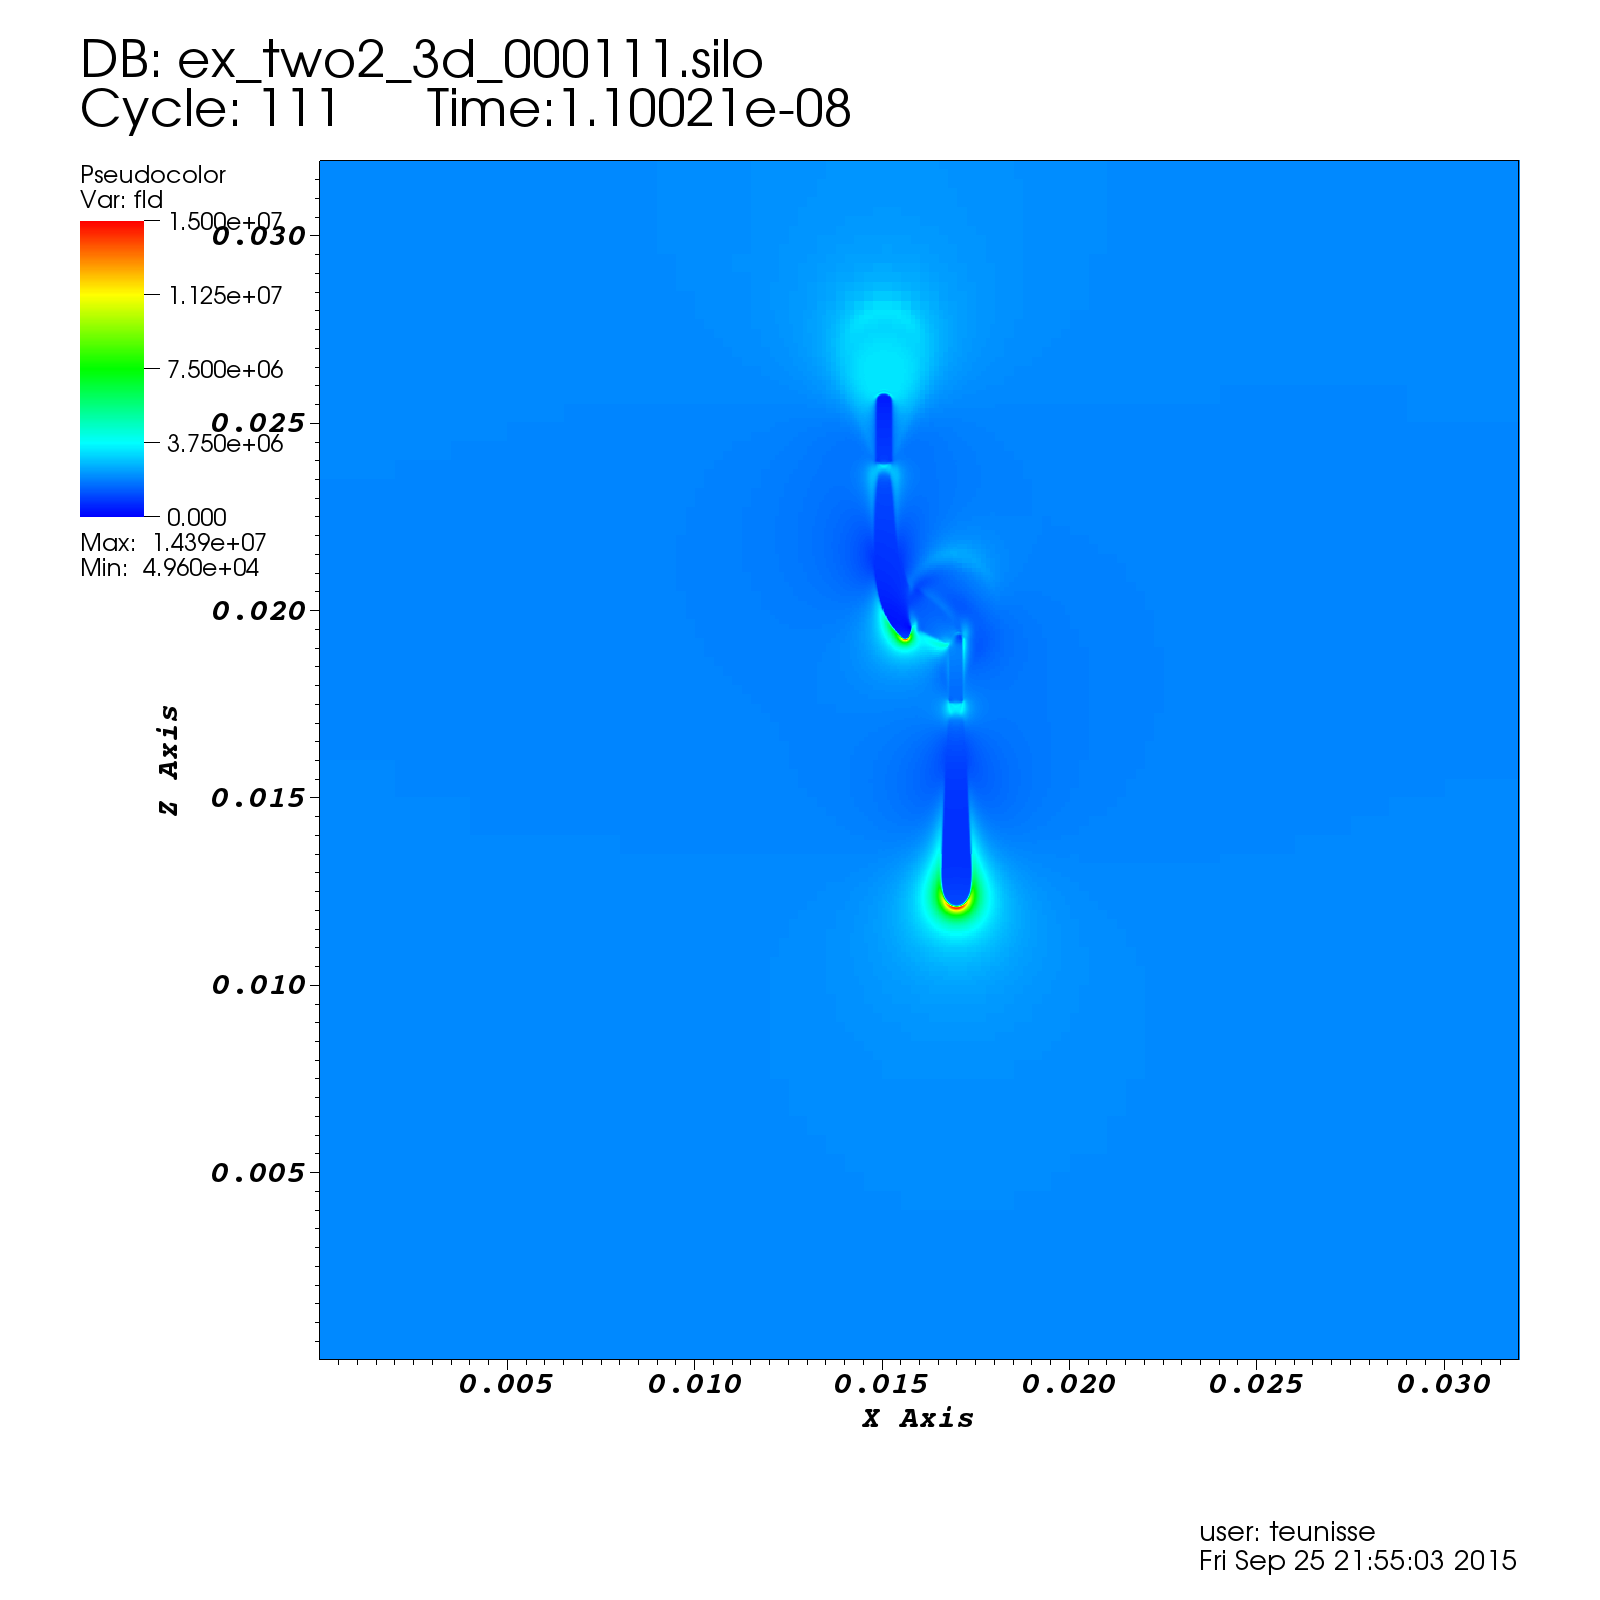 DB: ex_two2_3d_000111.silo
Cycle: 111 Time:1.10021e-08
Pseudocolor
Var: fld
1.500e+07
1.125e+07
7.500e+06
3.750e+06
0.000
Max: 1.439e+07
Min: 4.960e+04
0.030
0.025
0.020
0.015
0.010
0.005
Z Axis
0.005 0.010 0.015 0.020 0.025 0.030
X Axis
user: teunisse
Fri Sep 25 21:55:03 2015